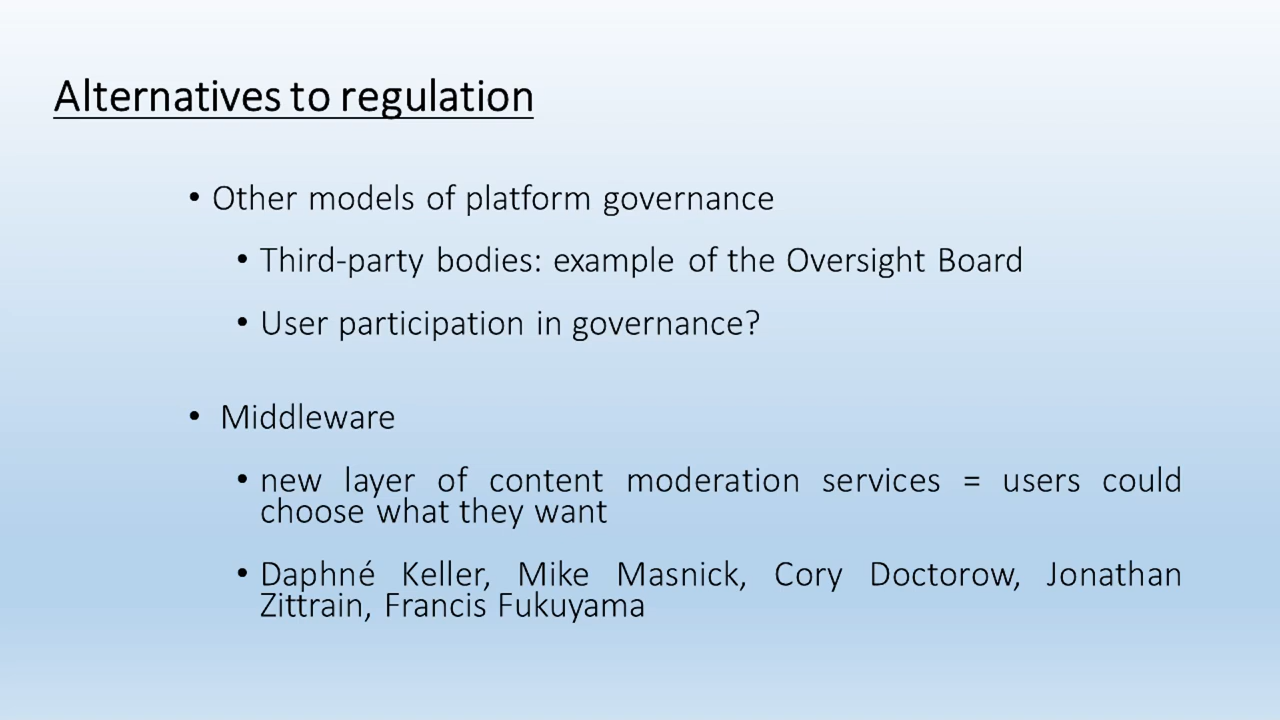 Alternatives to regulation
• Other models of platform governance
• Third-party bodies: example of the Oversight Board
• User participation in governance?
• Middleware
• new layer of content moderation services = users could
choose what they want
• Daphné Keller, Mike Masnick, Cory Doctorow, Jonathan
Zittrain, Francis Fukuyama